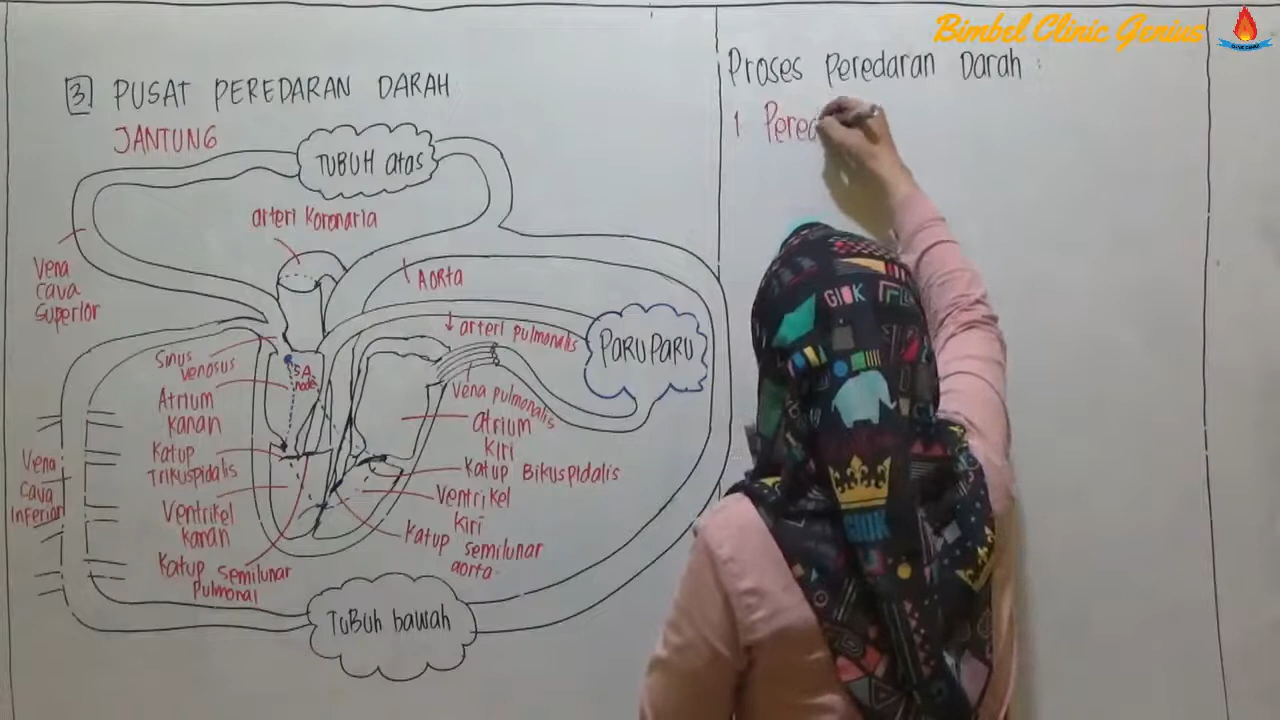 Bimbel Clinic Genius
3 PUSAT PEREDARAN DARAH
JANTUNG
TUBUH atas
arteri Koronaria
Vena
Cava
Superior
AORTA
arteri pulmonalis
PARU PARU
Sinus
venosus
SA
node
Vena pulmonalis
Atrium
kanan
atrium
kiri
Katup
Trikuspidalis
Katup Bikuspidalis
Vena
Cava
Inferior
Ventrikel
kanan
Ventrikel
kiri
Katup Semilunar
Pulmonal
Katup Semilunar
aorta
TUBUH bawah
Proses Peredaran Darah :
1 Pered
GIOK
GIOK